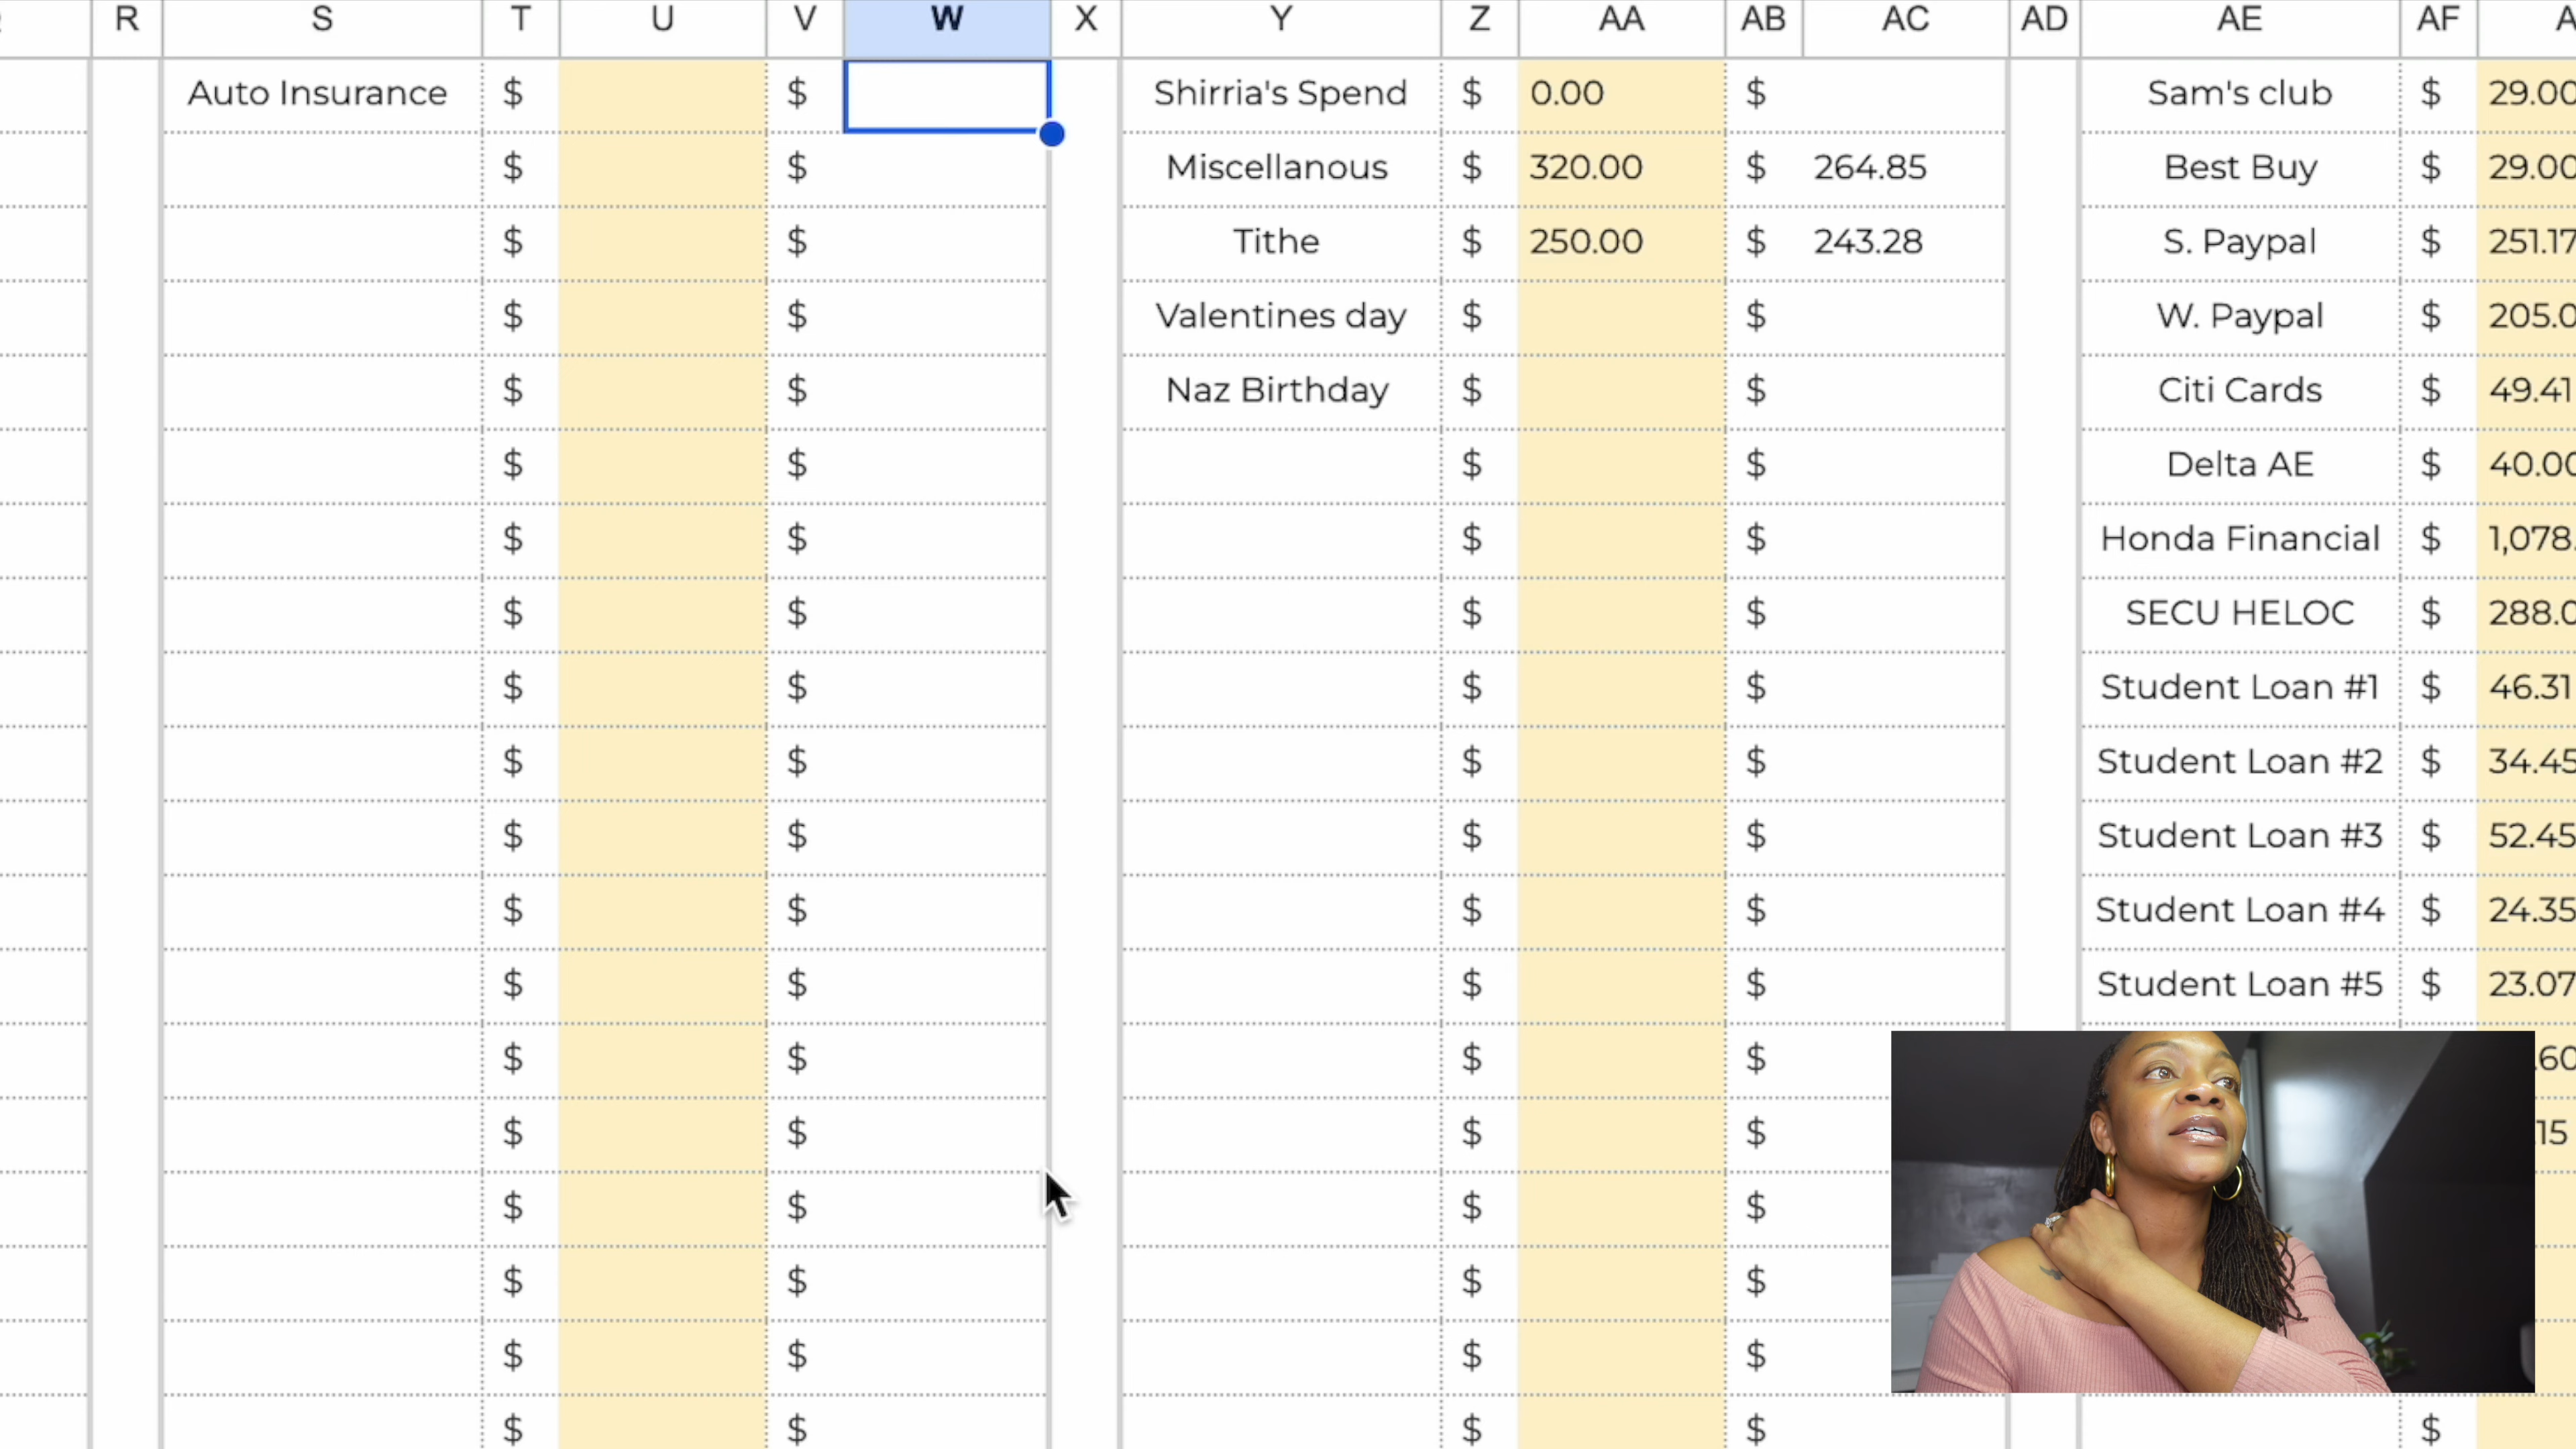 R S T U V W X Y Z AA AB AC AD AE AF
Auto Insurance $ $ Shirria's Spend $ 0.00 $ Sam's club $ 29.00
$ $ Miscellanous $ 320.00 $ 264.85 Best Buy $ 29.00
$ $ Tithe $ 250.00 $ 243.28 S. Paypal $ 251.17
$ $ Valentines day $ $ W. Paypal $ 205.0
$ $ Naz Birthday $ $ Citi Cards $ 49.41
$ $ $ $ Delta AE $ 40.00
$ $ $ $ Honda Financial $ 1,078.
$ $ $ $ SECU HELOC $ 288.0
$ $ $ $ Student Loan #1 $ 46.31
$ $ $ $ Student Loan #2 $ 34.45
$ $ $ $ Student Loan #3 $ 52.45
$ $ $ $ Student Loan #4 $ 24.35
$ $ $ $ Student Loan #5 $ 23.07
$ $ $ $ .60
$ $ $ $ .15
$ $ $ $
$ $ $ $
$ $ $ $
$ $ $ $